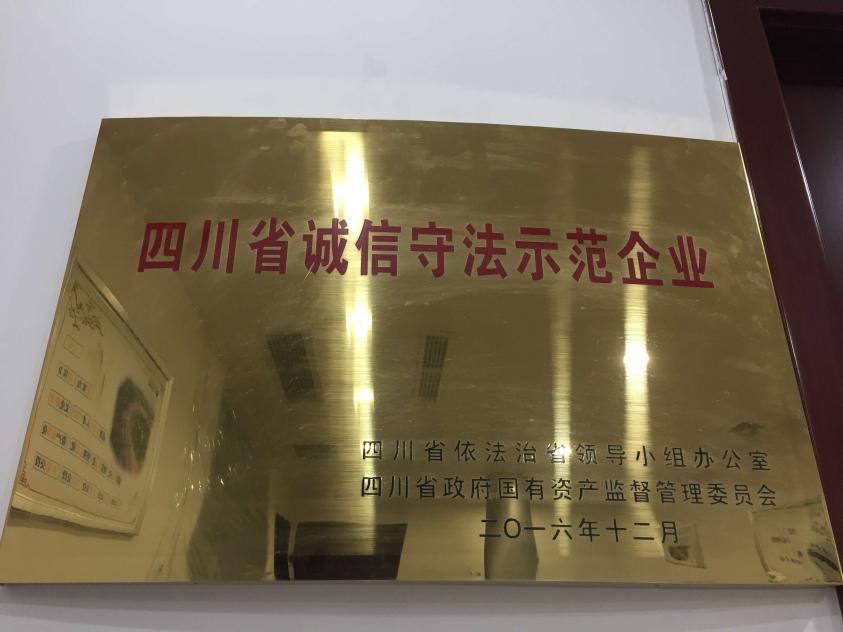 四川省诚信守法示范企业
四川省依法治省领导小组办公室
四川省政府国有资产监督管理委员会
二〇一六年十二月